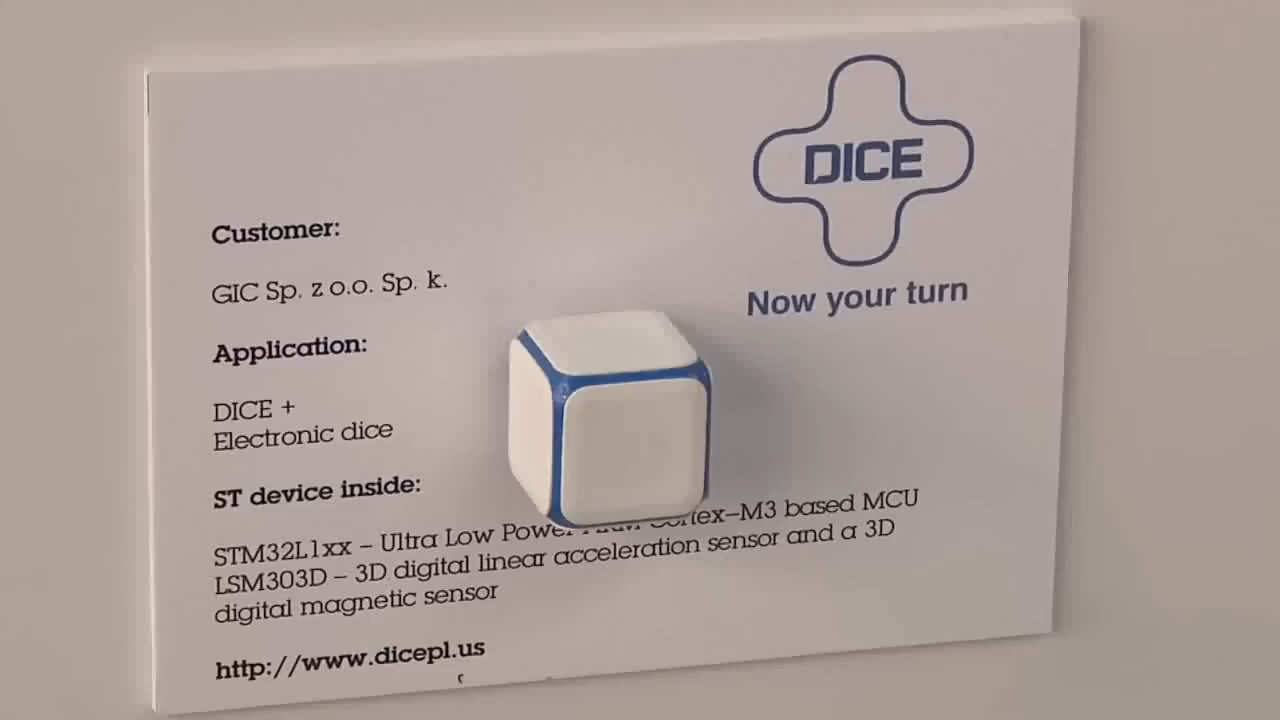 DICE
Now your turn
Customer:
GIC Sp. z o.o. Sp. k.
Application:
DICE +
Electronic dice
ST device inside:
STM32L1xx – Ultra Low Power Cortex–M3 based MCU
LSM303D – 3D digital linear acceleration sensor and a 3D
digital magnetic sensor
http://www.dicepl.us